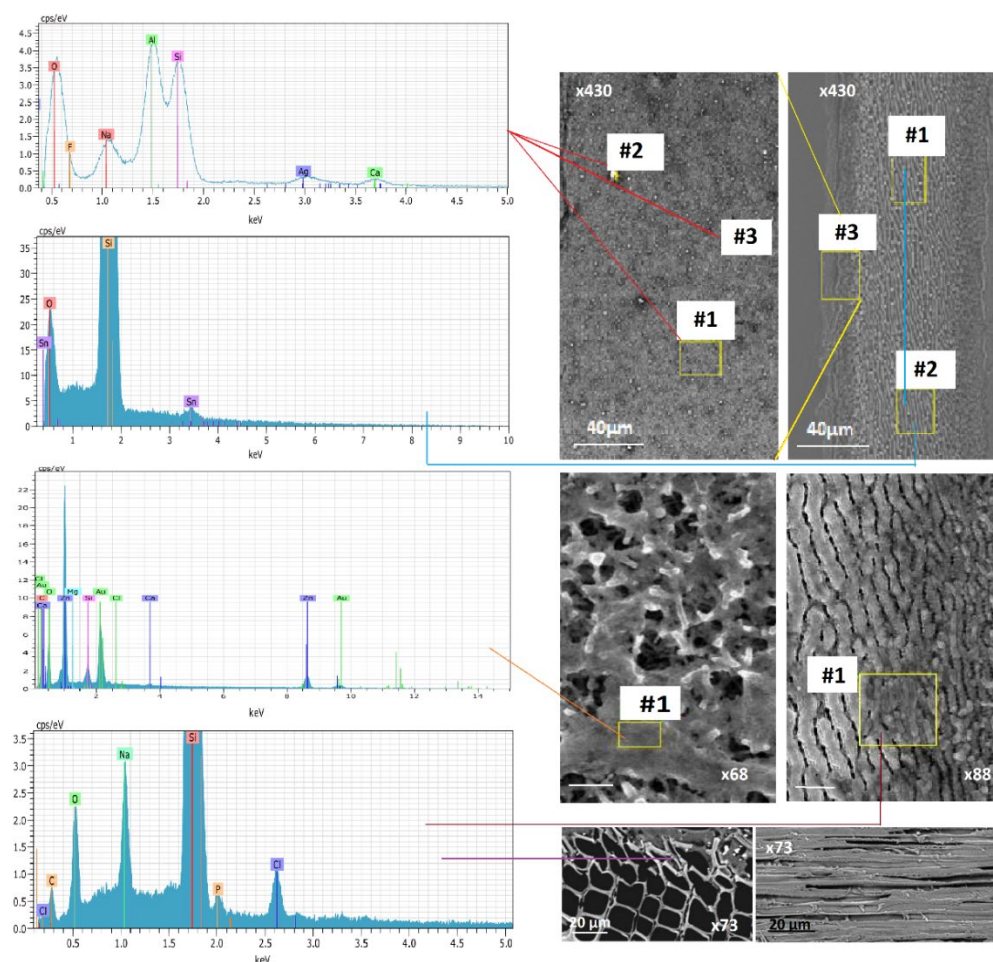 cps/eV
4.5
4.0
3.5
3.0
2.5
2.0
1.5
1.0
0.5
0.0
O
F
Na
Al
Si
Ag
Ca
0.5 1.0 1.5 2.0 2.5 3.0 3.5 4.0 4.5 5.0
keV
cps/eV
35
30
25
20
15
10
5
0
Sn
O
Si
Sn
1 2 3 4 5 6 7 8 9 10
keV
cps/eV
22
20
18
16
14
12
10
8
6
4
2
0
Cl
Au
C
Ca
O
Zn
Mg
Si
Au
Cl
Ca
Zn
Au
2 4 6 8 10 12 14
keV
cps/eV
3.5
3.0
2.5
2.0
1.5
1.0
0.5
0.0
Cl
C
O
Na
Si
P
Cl
0.5 1.0 1.5 2.0 2.5 3.0 3.5 4.0 4.5 5.0
keV
x430
#2
#3
#1
40µm
x430
#1
#3
#2
40µm
#1
x68
#1
x88
20 µm
x73
x73
20 µm